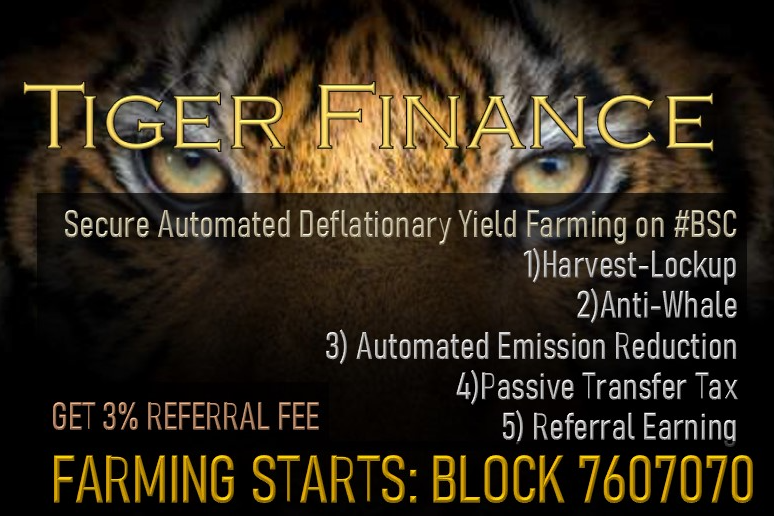 TIGER FINANCE
Secure Automated Deflationary Yield Farming on #BSC
1)Harvest-Lockup
2)Anti-Whale
3) Automated Emission Reduction
4)Passive Transfer Tax
5) Referral Earning
GET 3% REFERRAL FEE
FARMING STARTS: BLOCK 7607070